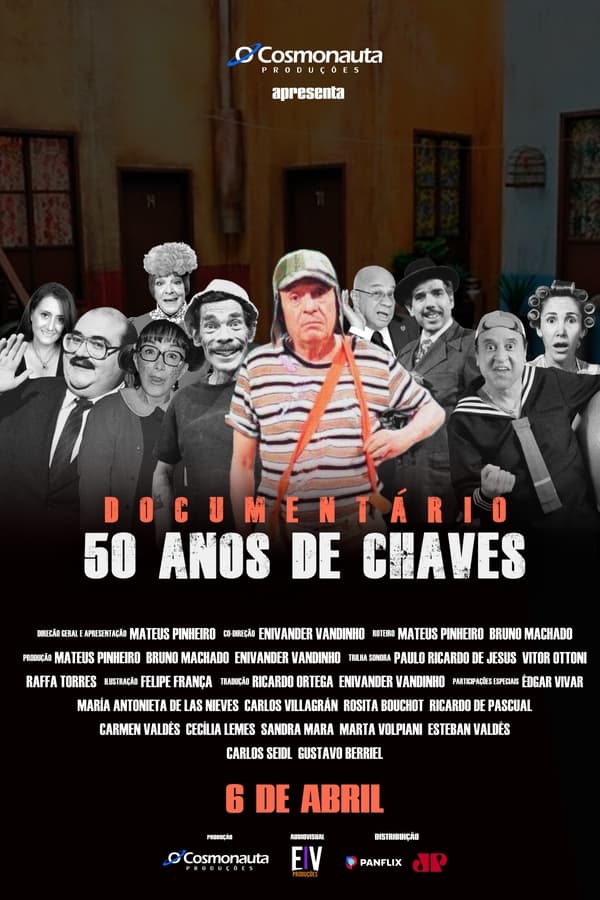 Cosmonauta
PRODUÇÕES
apresenta
DOCUMENTÁRIO
50 ANOS DE CHAVES
DIREÇÃO GERAL E APRESENTAÇÃO MATEUS PINHEIRO CO-DIREÇÃO ENIVANDER VANDINHO ROTEIRO MATEUS PINHEIRO BRUNO MACHADO
PRODUÇÃO MATEUS PINHEIRO BRUNO MACHADO ENIVANDER VANDINHO TRILHA SONORA PAULO RICARDO DE JESUS VITOR OTTONI
RAFFA TORRES ILUSTRAÇÃO FELIPE FRANÇA TRADUÇÃO RICARDO ORTEGA ENIVANDER VANDINHO PARTICIPAÇÕES ESPECIAIS ÉDGAR VIVAR
MARÍA ANTONIETA DE LAS NIEVES CARLOS VILLAGRÁN ROSITA BOUCHOT RICARDO DE PASCUAL
CARMEN VALDÉS CECÍLIA LEMES SANDRA MARA MARTA VOLPIANI ESTEBAN VALDÉS
CARLOS SEIDL GUSTAVO BERRIEL
6 DE ABRIL
PRODUÇÃO AUDIOVISUAL DISTRIBUIÇÃO
Cosmonauta PRODUÇÕES EIV PRODUÇÕES PANFLIX JP